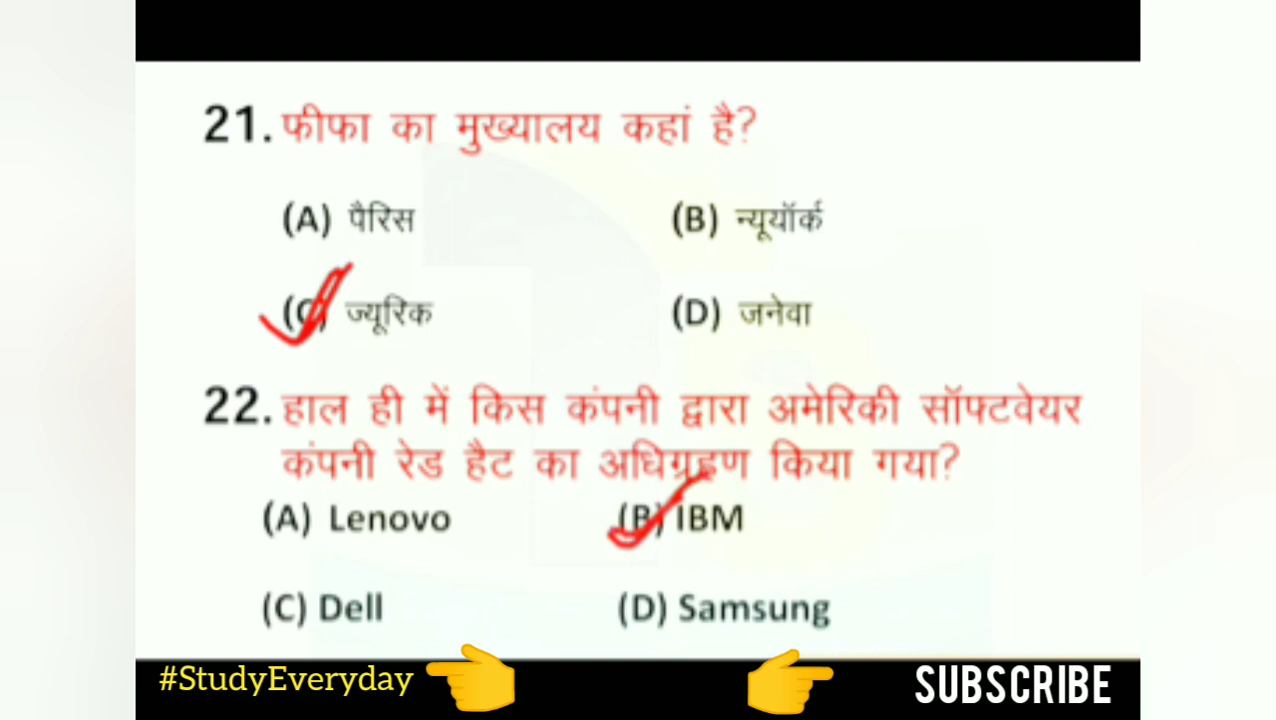 21. फीफा का मुख्यालय कहां है?
(A) पैरिस (B) न्यूयॉर्क
(C) ज्यूरिक (D) जनेवा
22. हाल ही में किस कंपनी द्वारा अमेरिकी सॉफ्टवेयर
कंपनी रेड हैट का अधिग्रहण किया गया?
(A) Lenovo (B) IBM
(C) Dell (D) Samsung
#StudyEveryday SUBSCRIBE